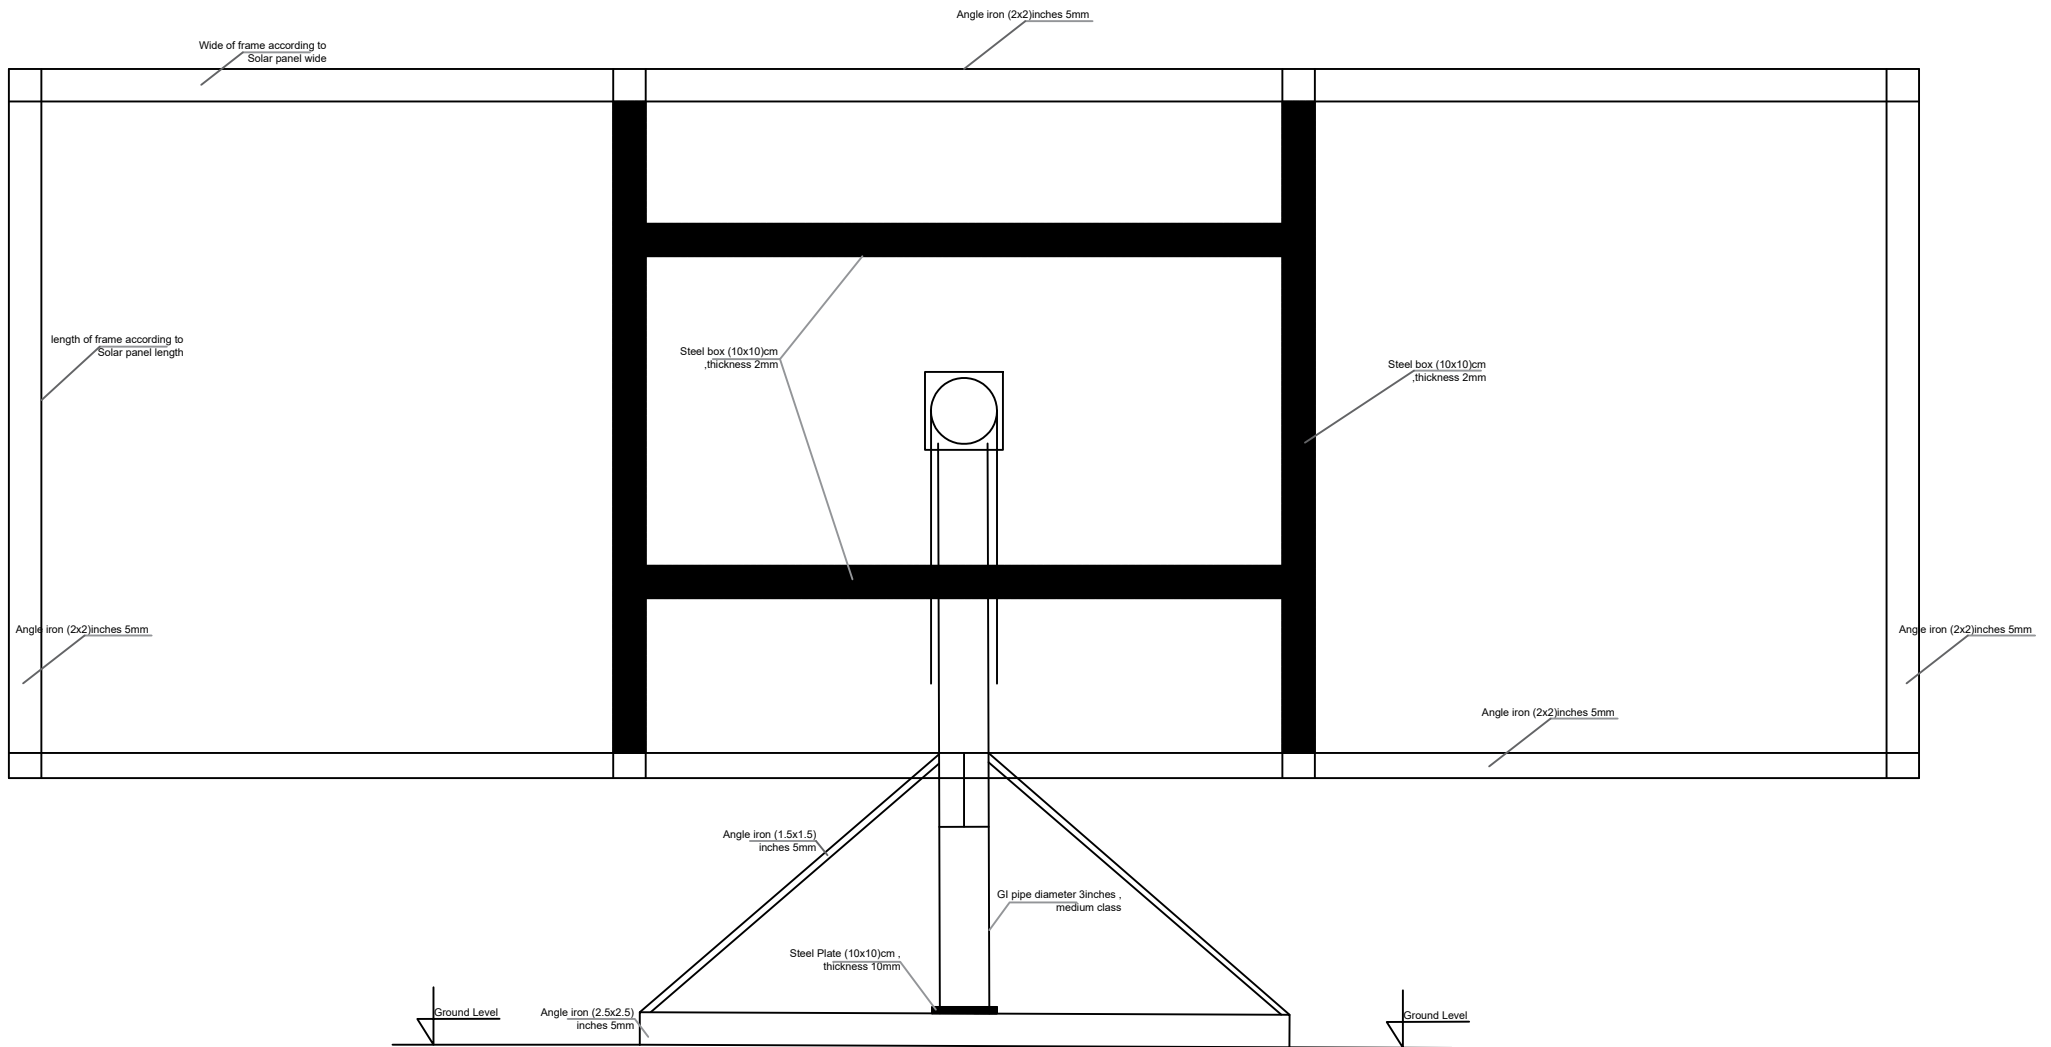 Angle iron (2x2)inches 5mm
Wide of frame according to
Solar panel wide
length of frame according to
Solar panel length
Steel box (10x10)cm
,thickness 2mm
Steel box (10x10)cm
,thickness 2mm
Angle iron (2x2)inches 5mm
Angle iron (2x2)inches 5mm
Angle iron (2x2)inches 5mm
Angle iron (1.5x1.5)
inches 5mm
GI pipe diameter 3inches ,
medium class
Steel Plate (10x10)cm ,
thickness 10mm
Ground Level
Angle iron (2.5x2.5)
inches 5mm
Ground Level